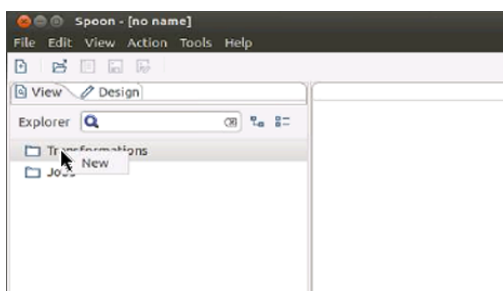 Spoon - [no name]
File Edit View Action Tools Help
View Design
Explorer
Transformations
New
Jobs